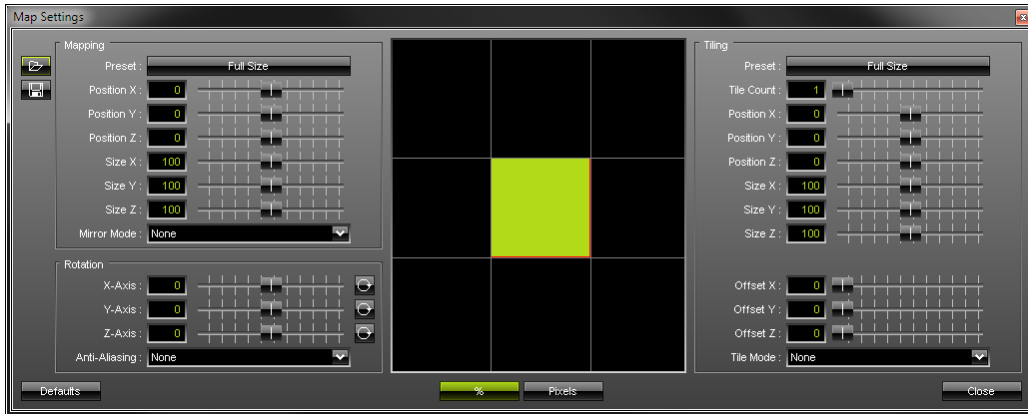 Map Settings
Mapping
Preset : Full Size
Position X : 0
Position Y : 0
Position Z : 0
Size X : 100
Size Y : 100
Size Z : 100
Mirror Mode : None
Rotation
X-Axis : 0
Y-Axis : 0
Z-Axis : 0
Anti-Aliasing : None
Tiling
Preset : Full Size
Tile Count : 1
Position X : 0
Position Y : 0
Position Z : 0
Size X : 100
Size Y : 100
Size Z : 100
Offset X : 0
Offset Y : 0
Offset Z : 0
Tile Mode : None
Defaults
%
Pixels
Close